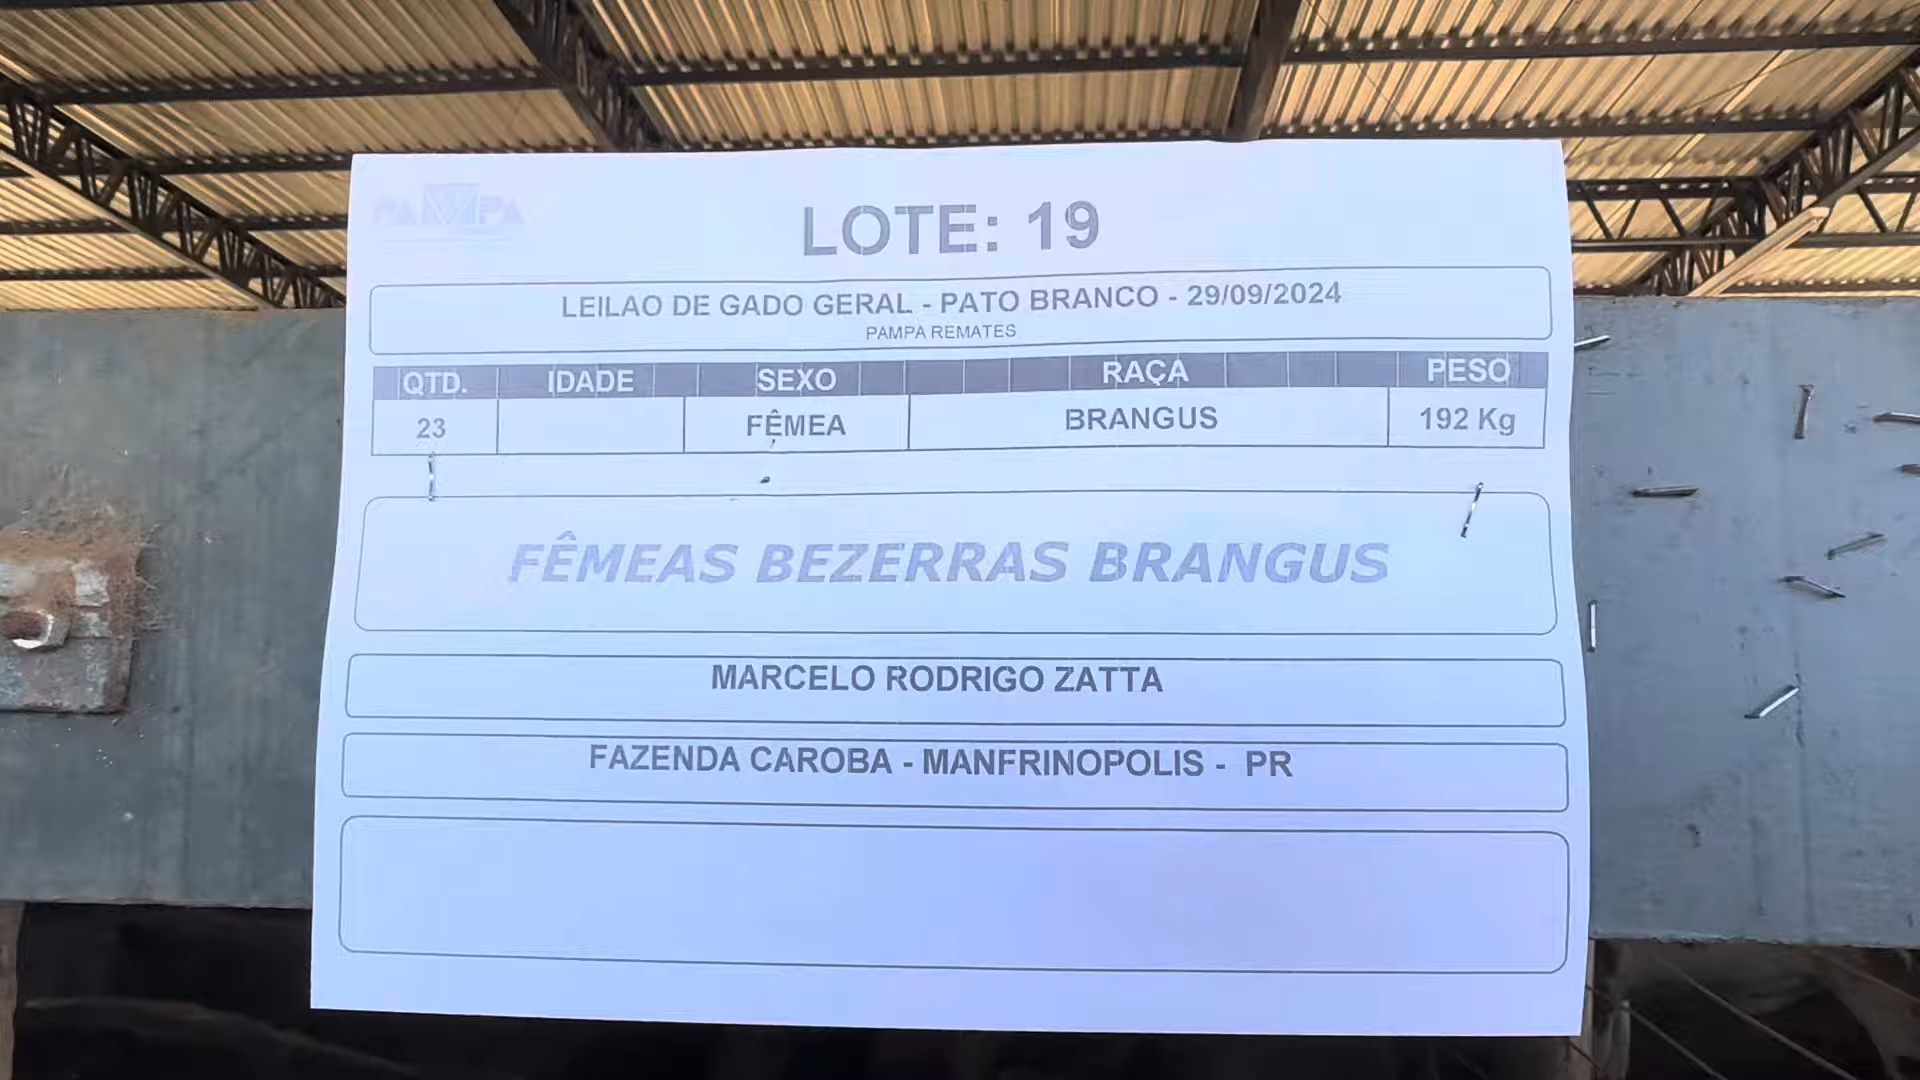 PAMPA
LOTE: 19
LEILAO DE GADO GERAL - PATO BRANCO - 29/09/2024
PAMPA REMATES
QTD. IDADE SEXO RAÇA PESO
23 FÊMEA BRANGUS 192 Kg
FÊMEAS BEZERRAS BRANGUS
MARCELO RODRIGO ZATTA
FAZENDA CAROBA - MANFRINOPOLIS - PR